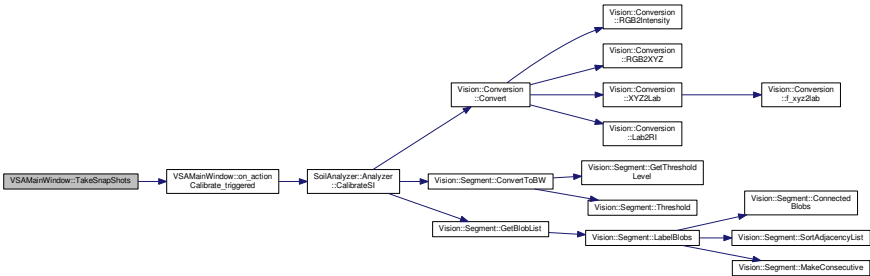 VSAMainWindow::TakeSnapShots
VSAMainWindow::on_action
Calibrate_triggered
SoilAnalyzer::Analyzer
::CalibrateSI
Vision::Conversion
::Convert
Vision::Conversion
::RGB2Intensity
Vision::Conversion
::RGB2XYZ
Vision::Conversion
::XYZ2Lab
Vision::Conversion
::f_xyz2lab
Vision::Conversion
::Lab2RI
Vision::Segment::ConvertToBW
Vision::Segment::GetThreshold
Level
Vision::Segment::Threshold
Vision::Segment::GetBlobList
Vision::Segment::LabelBlobs
Vision::Segment::Connected
Blobs
Vision::Segment::SortAdjacencyList
Vision::Segment::MakeConsecutive